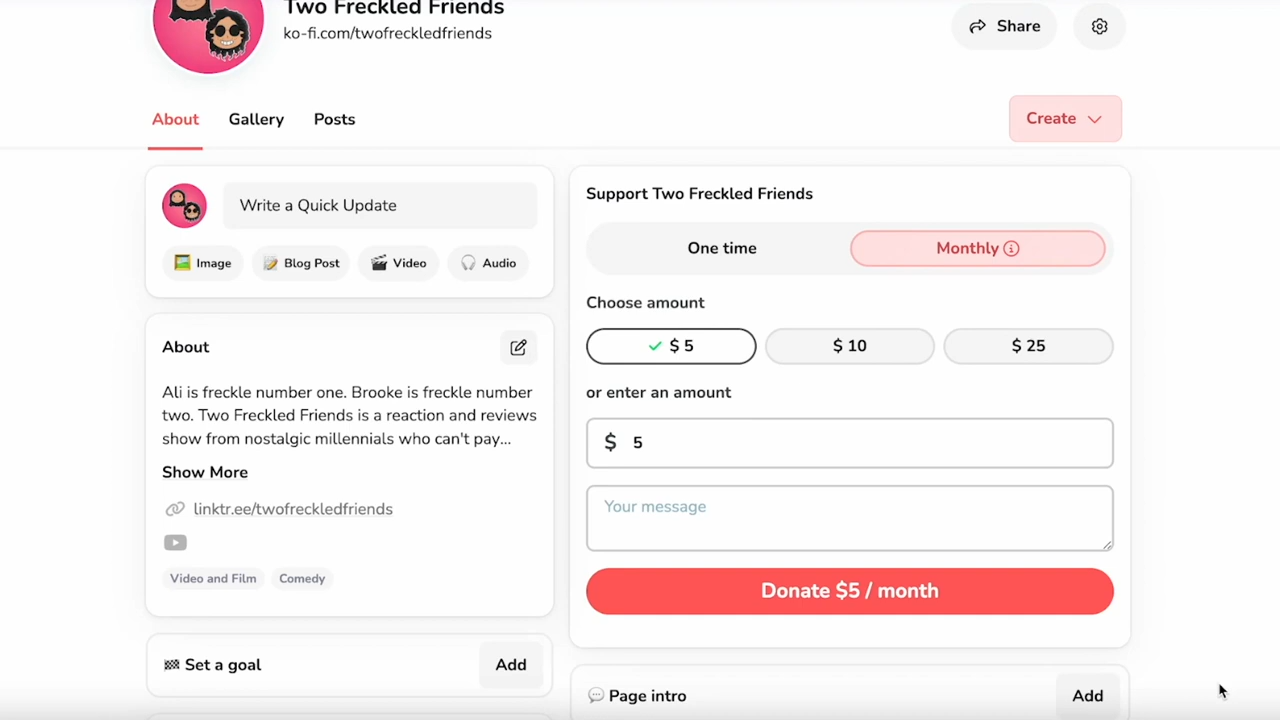 Two Freckled Friends
ko-fi.com/twofreckledfriends
Share
About
Gallery
Posts
Create
Write a Quick Update
Image
Blog Post
Video
Audio
About
Ali is freckle number one. Brooke is freckle number
two. Two Freckled Friends is a reaction and reviews
show from nostalgic millennials who can't pay...
Show More
linktr.ee/twofreckledfriends
Video and Film
Comedy
Set a goal
Add
Support Two Freckled Friends
One time
Monthly
Choose amount
$ 5
$ 10
$ 25
or enter an amount
$ 5
Your message
Donate $5 / month
Page intro
Add